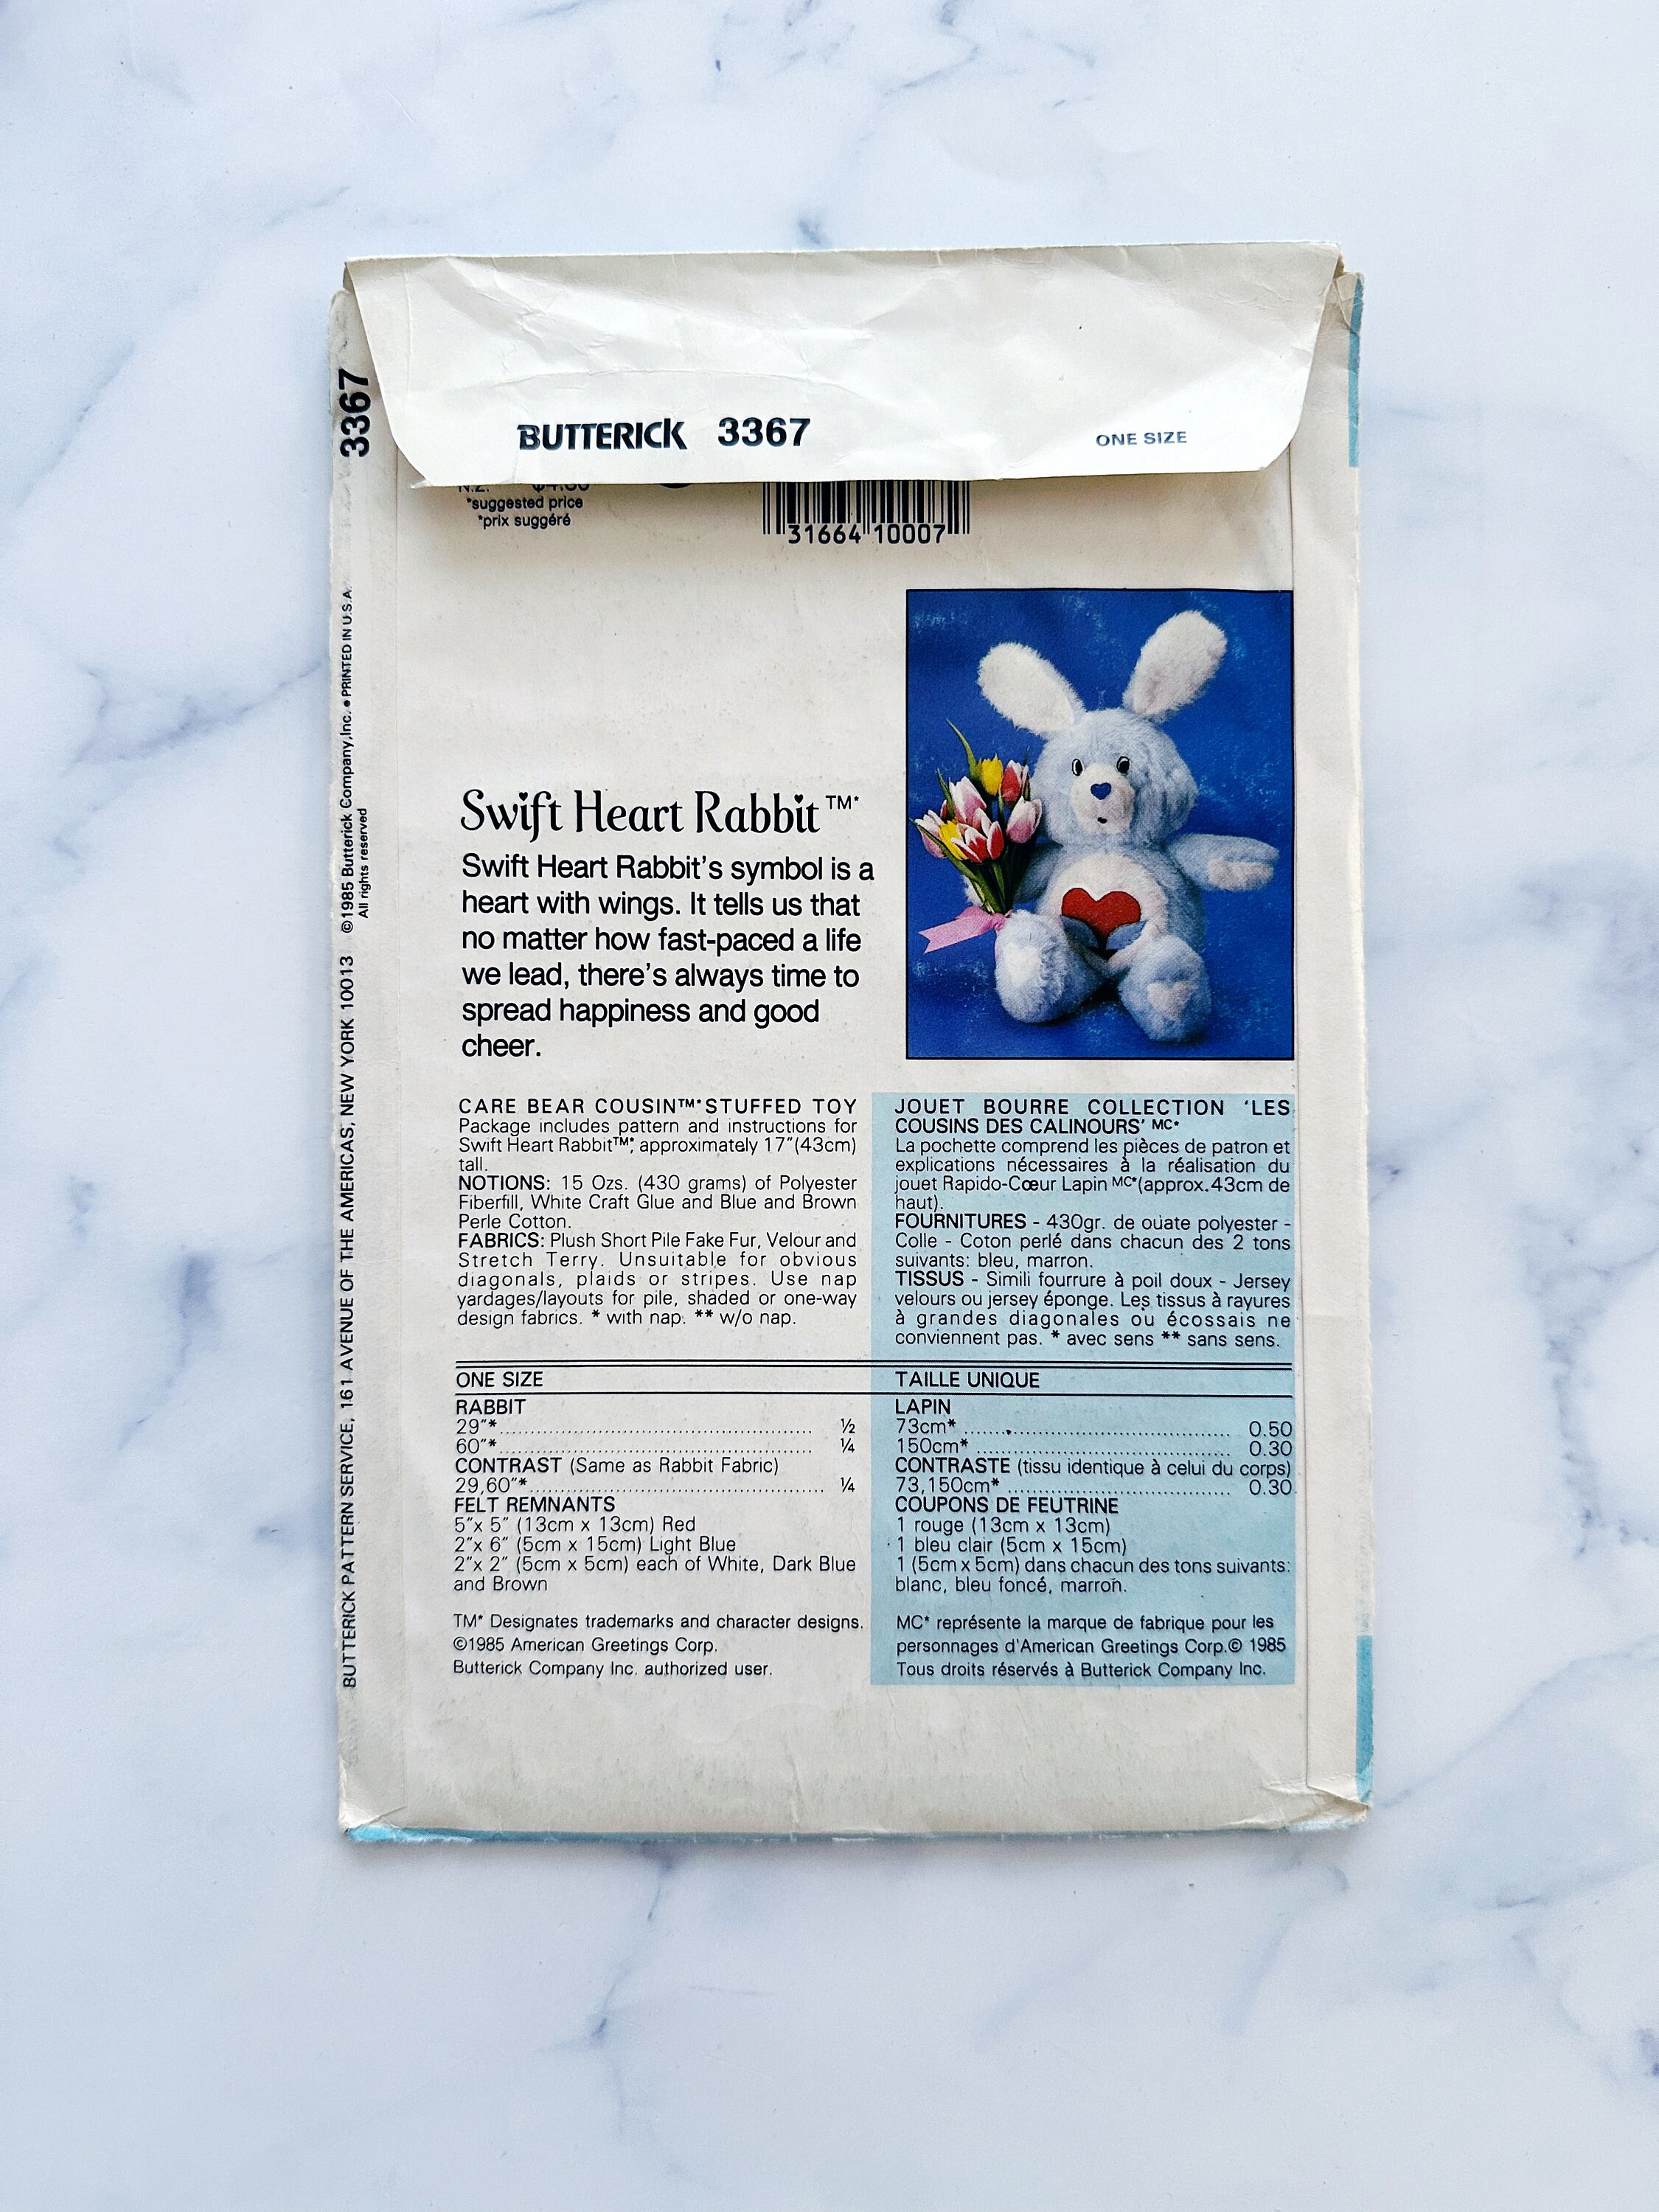 BUTTERICK 3367 ONE SIZE
*suggested price
*prix suggéré
31664 10007
3367
BUTTERICK PATTERN SERVICE, 161 AVENUE OF THE AMERICAS, NEW YORK 10013 ©1985 Butterick Company, Inc. • PRINTED IN U.S.A.
All rights reserved
Swift Heart Rabbit™*
Swift Heart Rabbit's symbol is a
heart with wings. It tells us that
no matter how fast-paced a life
we lead, there's always time to
spread happiness and good
cheer.
CARE BEAR COUSIN™* STUFFED TOY
Package includes pattern and instructions for
Swift Heart Rabbit™*, approximately 17"(43cm)
tall.
NOTIONS: 15 Ozs. (430 grams) of Polyester
Fiberfill, White Craft Glue and Blue and Brown
Perle Cotton.
FABRICS: Plush Short Pile Fake Fur, Velour and
Stretch Terry. Unsuitable for obvious
diagonals, plaids or stripes. Use nap
yardages/layouts for pile, shaded or one-way
design fabrics. * with nap. ** w/o nap.
JOUET BOURRE COLLECTION 'LES
COUSINS DES CALINOURS' MC*
La pochette comprend les pièces de patron et
explications nécessaires à la réalisation du
jouet Rapido-Cœur Lapin MC*(approx. 43cm de
haut).
FOURNITURES - 430gr. de ouate polyester -
Colle - Coton perlé dans chacun des 2 tons
suivants: bleu, marron.
TISSUS - Simili fourrure à poil doux - Jersey
velours ou jersey éponge. Les tissus à rayures
à grandes diagonales ou écossais ne
conviennent pas. * avec sens ** sans sens.
ONE SIZE
RABBIT
29"* ½
60"* ¼
CONTRAST (Same as Rabbit Fabric)
29,60"* ¼
FELT REMNANTS
5"x 5" (13cm x 13cm) Red
2"x 6" (5cm x 15cm) Light Blue
2"x 2" (5cm x 5cm) each of White, Dark Blue
and Brown
TM* Designates trademarks and character designs.
©1985 American Greetings Corp.
Butterick Company Inc. authorized user.
TAILLE UNIQUE
LAPIN
73cm* 0.50
150cm* 0.30
CONTRASTE (tissu identique à celui du corps)
73,150cm* 0.30
COUPONS DE FEUTRINE
1 rouge (13cm x 13cm)
1 bleu clair (5cm x 15cm)
1 (5cm x 5cm) dans chacun des tons suivants:
blanc, bleu foncé, marron.
MC* représente la marque de fabrique pour les
personnages d'American Greetings Corp.© 1985
Tous droits réservés à Butterick Company Inc.